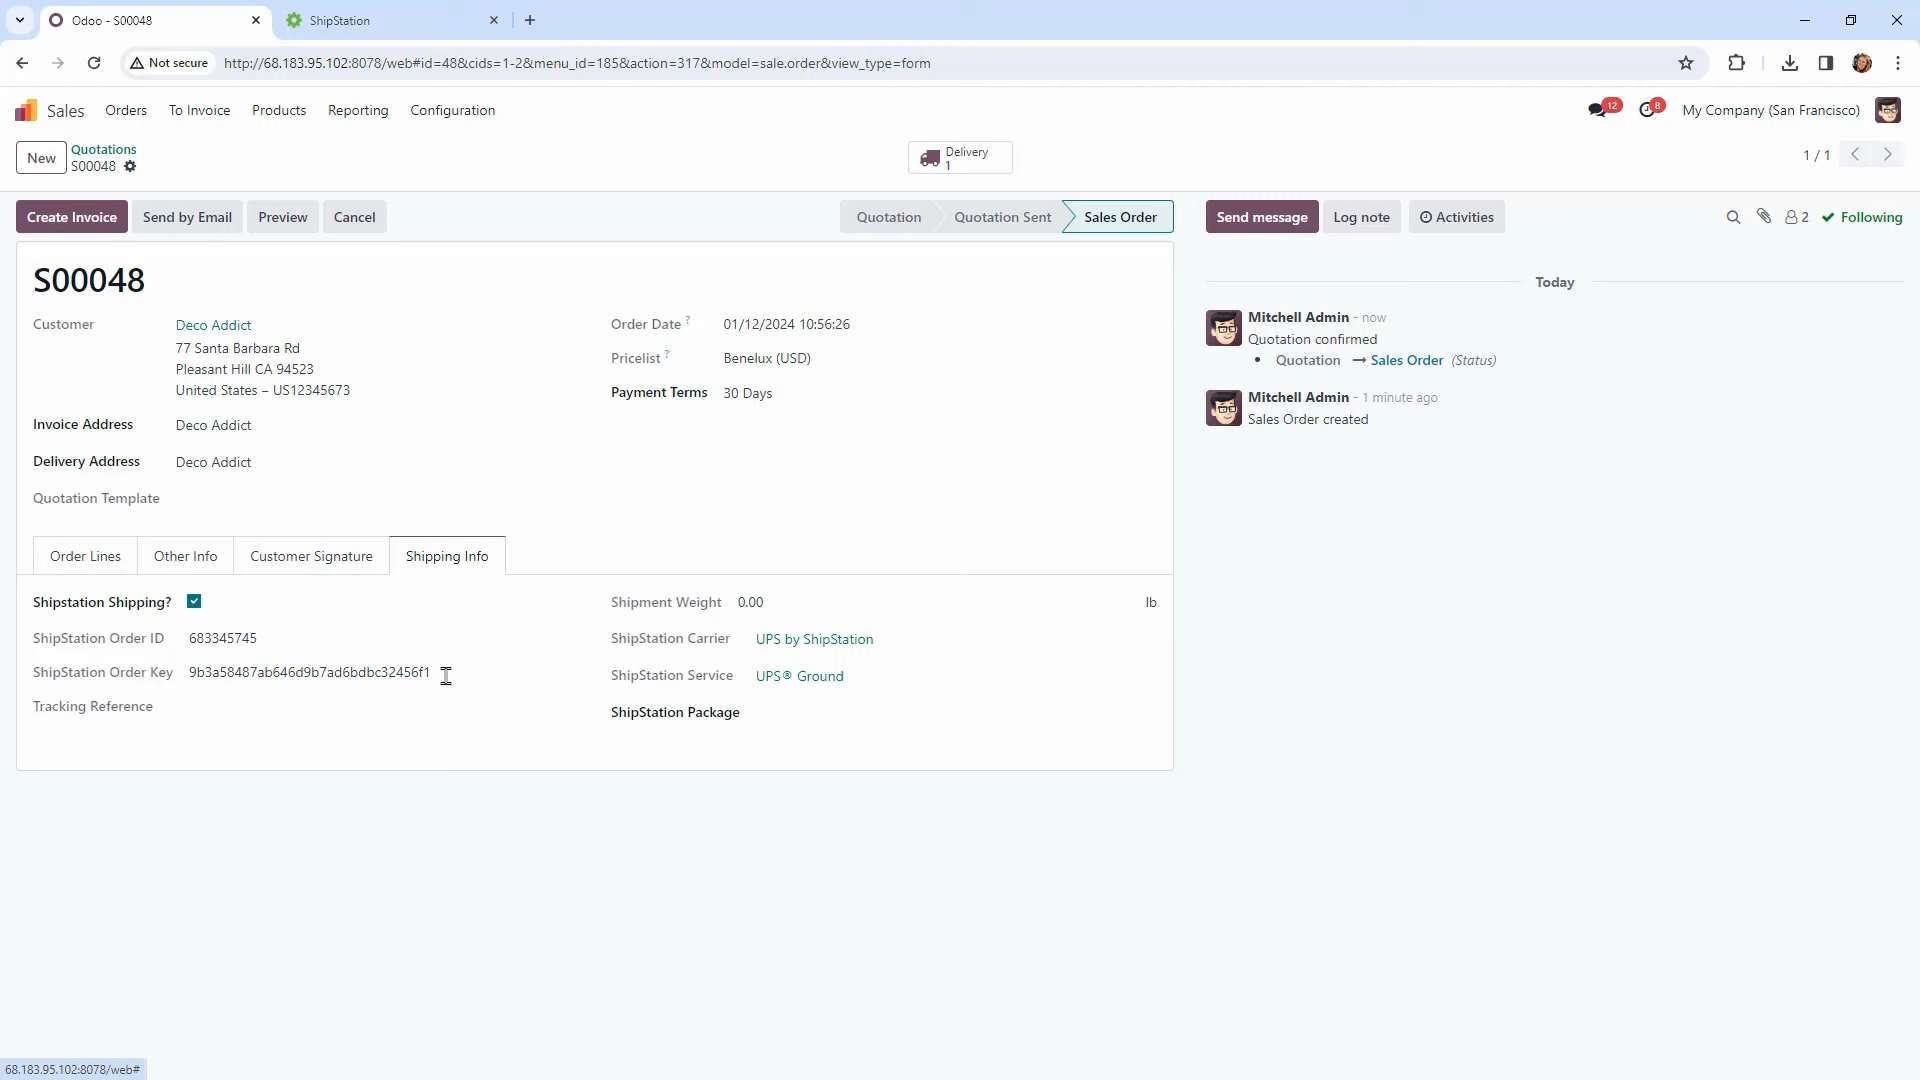 Odoo - S00048
ShipStation
Not secure
http://68.183.95.102:8078/web#id=48&cids=1-2&menu_id=185&action=317&model=sale.order&view_type=form
Sales
Orders
To Invoice
Products
Reporting
Configuration
12
8
My Company (San Francisco)
New
Quotations
S00048
Delivery
1
1 / 1
Create Invoice
Send by Email
Preview
Cancel
Quotation
Quotation Sent
Sales Order
Send message
Log note
Activities
2
Following
S00048
Customer
Deco Addict
77 Santa Barbara Rd
Pleasant Hill CA 94523
United States – US12345673
Invoice Address
Deco Addict
Delivery Address
Deco Addict
Quotation Template
Order Date ?
01/12/2024 10:56:26
Pricelist ?
Benelux (USD)
Payment Terms
30 Days
Today
Mitchell Admin - now
Quotation confirmed
• Quotation → Sales Order (Status)
Mitchell Admin - 1 minute ago
Sales Order created
Order Lines
Other Info
Customer Signature
Shipping Info
Shipstation Shipping?
ShipStation Order ID
683345745
ShipStation Order Key
9b3a58487ab646d9b7ad6bdbc32456f1
Tracking Reference
Shipment Weight
0.00
lb
ShipStation Carrier
UPS by ShipStation
ShipStation Service
UPS® Ground
ShipStation Package
68.183.95.102:8078/web#